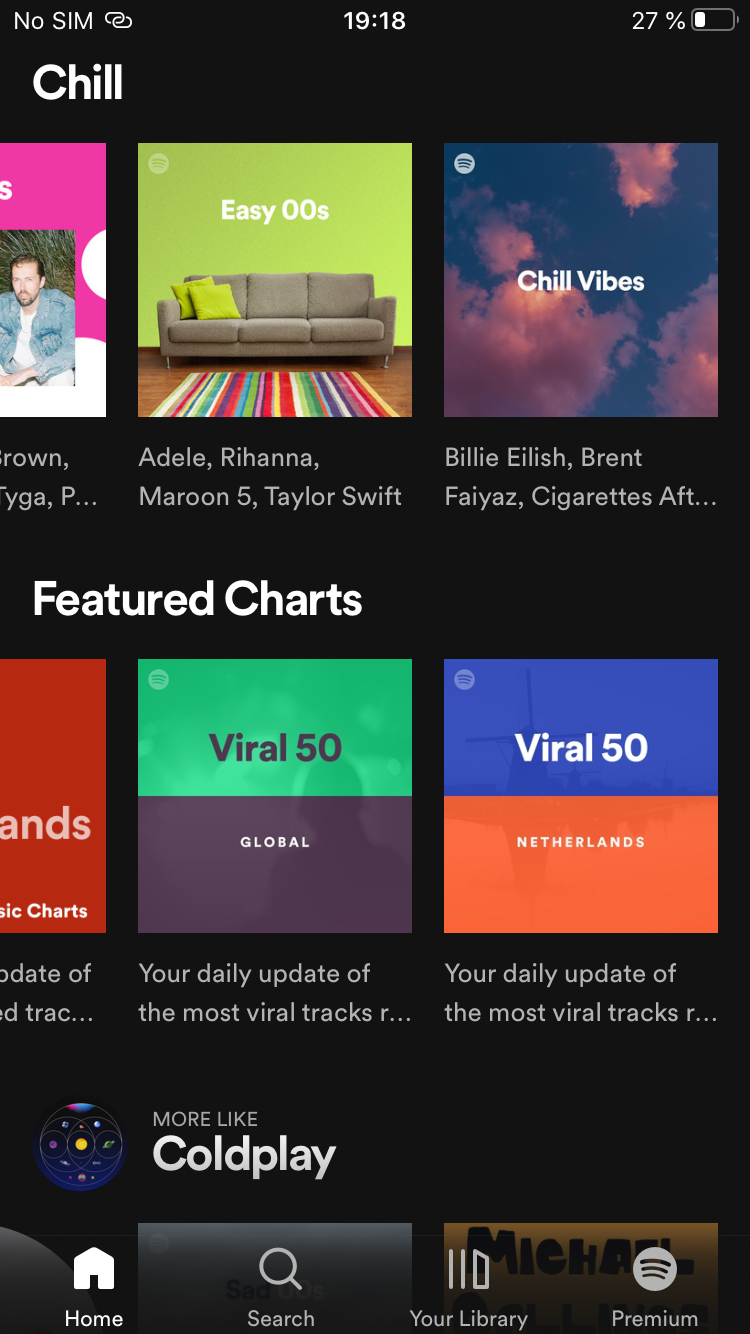 No SIM
19:18
27 %
Chill
s
Easy 00s
Chill Vibes
Brown,
Tyga, P...
Adele, Rihanna,
Maroon 5, Taylor Swift
Billie Eilish, Brent
Faiyaz, Cigarettes Aft...
Featured Charts
ands
sic Charts
Viral 50
GLOBAL
Viral 50
NETHERLANDS
pdate of
ed trac...
Your daily update of
the most viral tracks r...
Your daily update of
the most viral tracks r...
MORE LIKE
Coldplay
Sad 00s
MICHAEL
Home
Search
Your Library
Premium